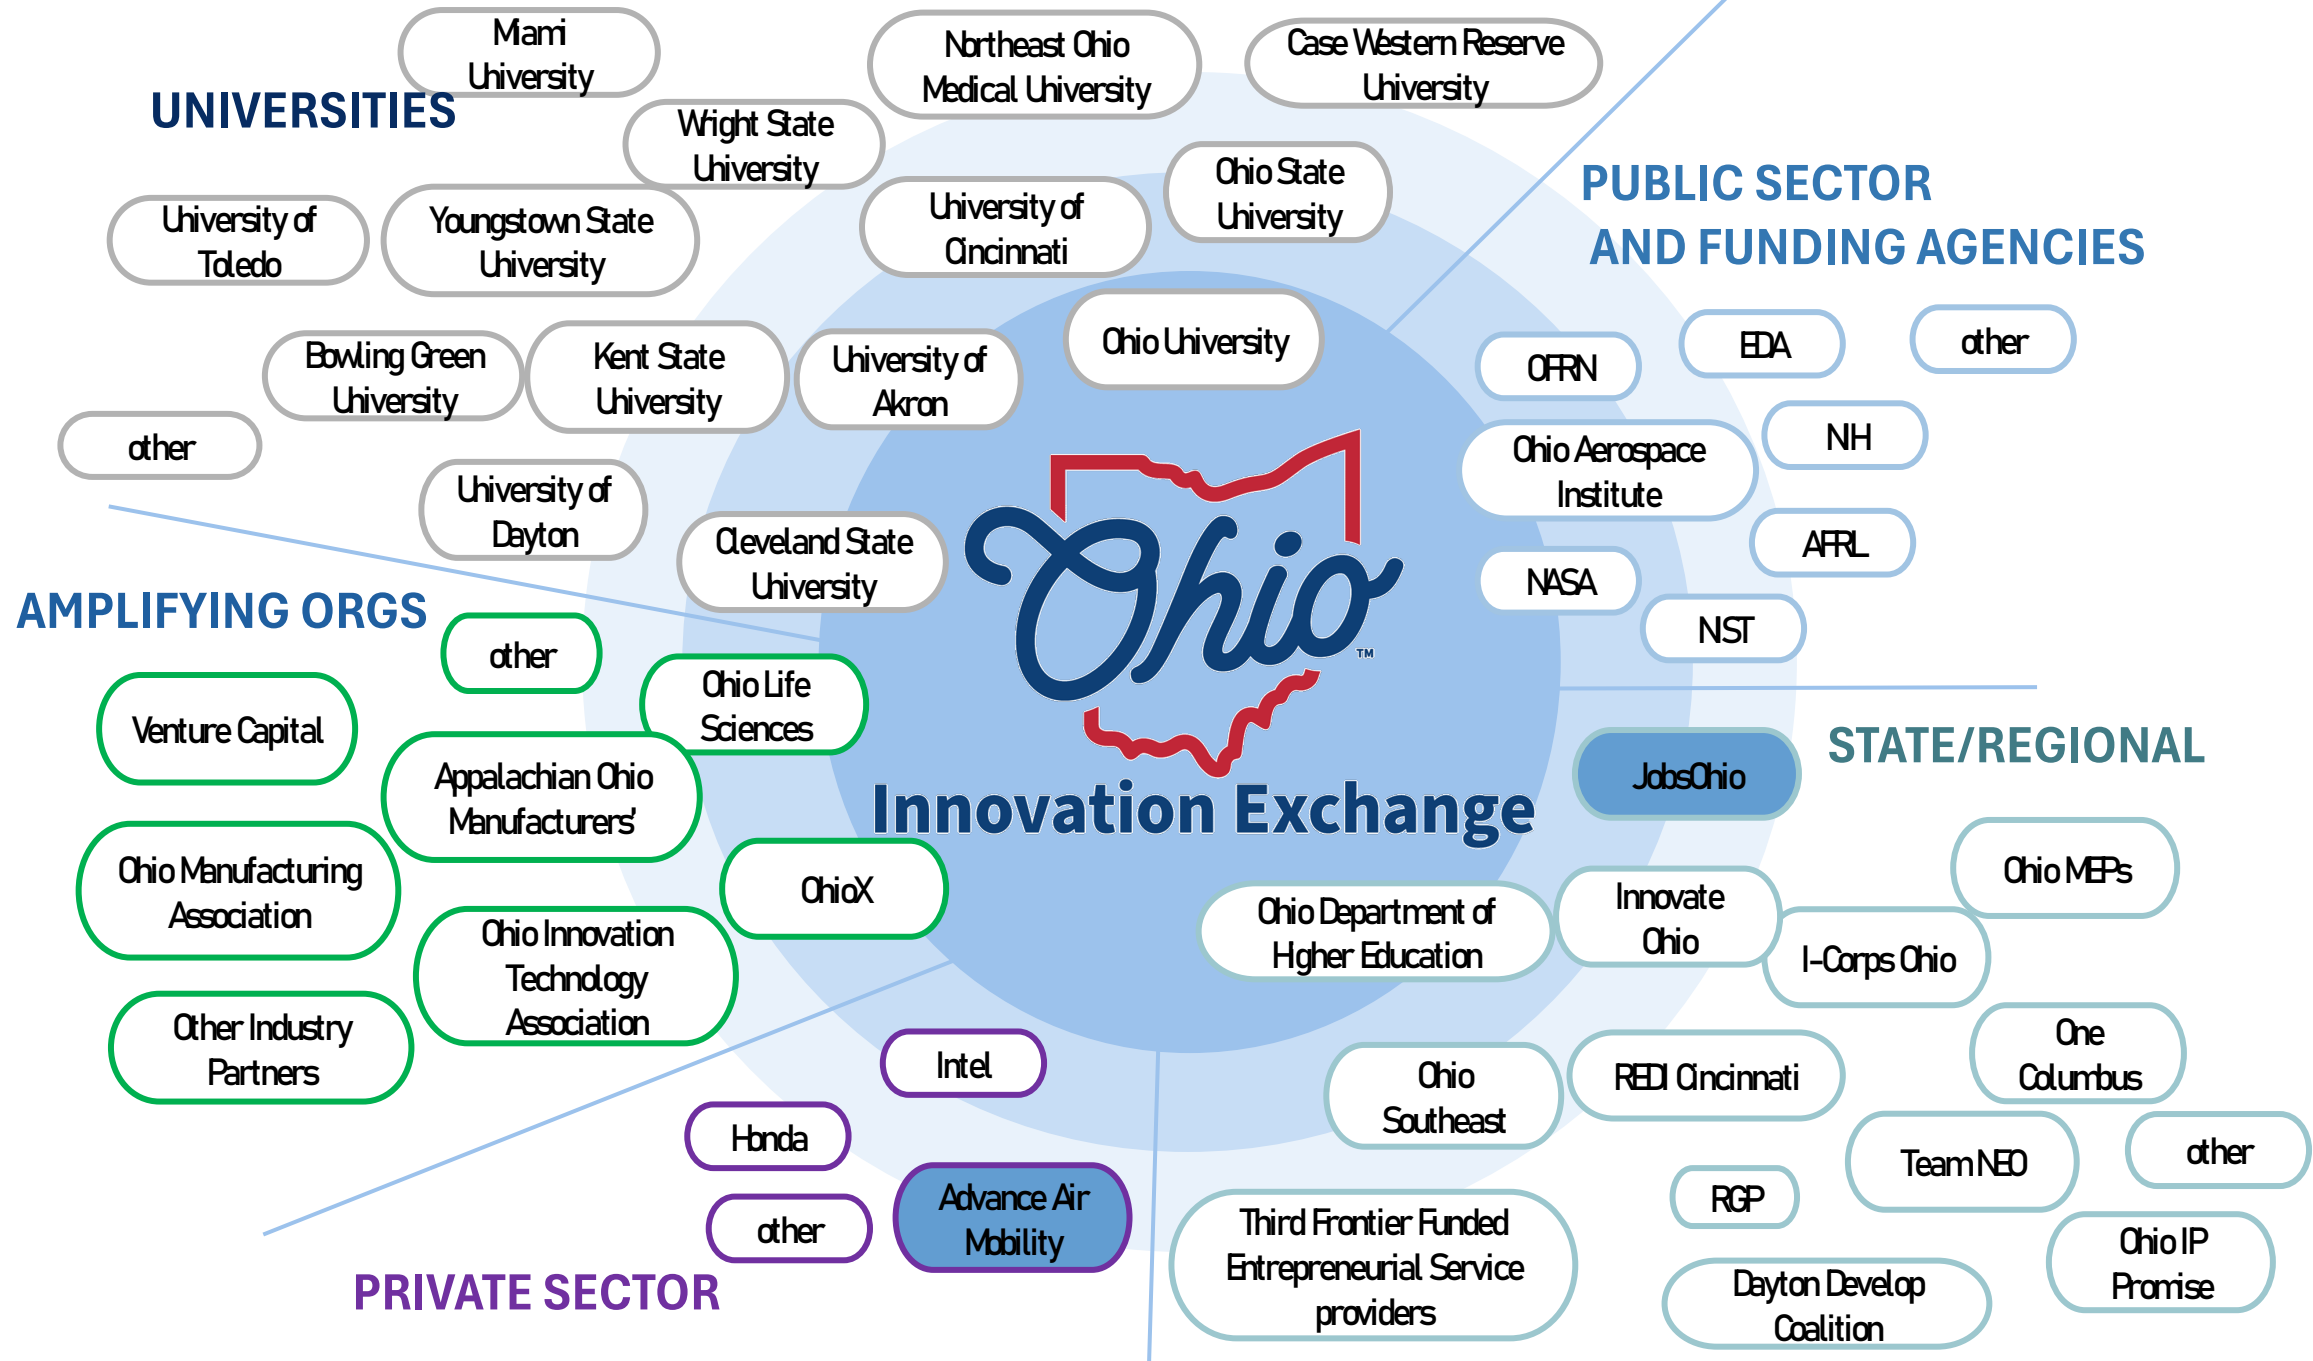 UNIVERSITIES
Miami
University
Northeast Ohio
Medical University
Case Western Reserve
University
Wright State
University
University of
Toledo
Youngstown State
University
University of
Cincinnati
Ohio State
University
Bowling Green
University
Kent State
University
University of
Akron
Ohio University
other
University of
Dayton
Cleveland State
University
PUBLIC SECTOR
AND FUNDING AGENCIES
OFRN
EDA
other
Ohio Aerospace
Institute
NIH
AFRL
NASA
NIST
Ohio
TM
Innovation Exchange
AMPLIFYING ORGS
other
Ohio Life
Sciences
Venture Capital
Appalachian Ohio
Manufacturers'
Ohio Manufacturing
Association
OhioX
Ohio Innovation
Technology
Association
Other Industry
Partners
STATE/REGIONAL
JobsOhio
Ohio MEPs
Ohio Department of
Higher Education
Innovate
Ohio
I-Corps Ohio
One
Columbus
Ohio
Southeast
REDI Cincinnati
Team NEO
other
RGP
Third Frontier Funded
Entrepreneurial Service
providers
Ohio IP
Promise
Dayton Develop
Coalition
Intel
Honda
other
Advance Air
Mobility
PRIVATE SECTOR